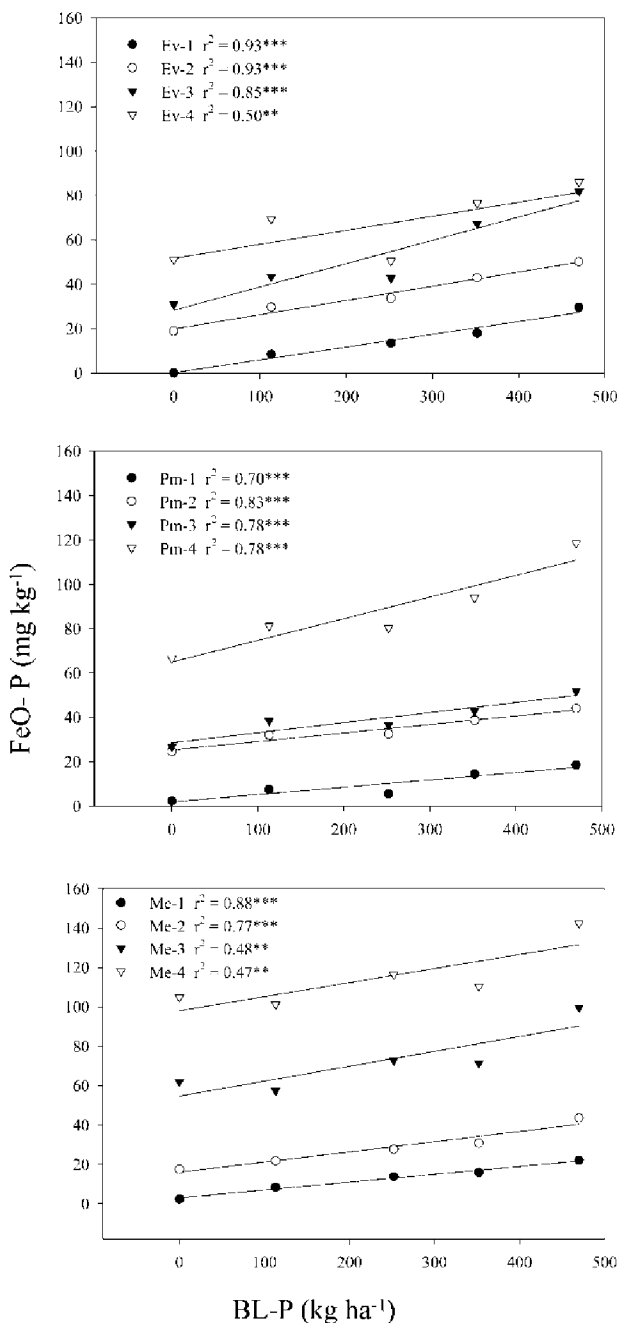 160
140
120
100
80
60
40
20
0
Ev-1 r² = 0.93***
Ev-2 r² = 0.93***
Ev-3 r² = 0.85***
Ev-4 r² = 0.50**
0 100 200 300 400 500
160
140
120
100
80
60
40
20
0
Pm-1 r² = 0.70***
Pm-2 r² = 0.83***
Pm-3 r² = 0.78***
Pm-4 r² = 0.78***
0 100 200 300 400 500
FeO- P (mg kg⁻¹)
160
140
120
100
80
60
40
20
0
Me-1 r² = 0.88***
Me-2 r² = 0.77***
Me-3 r² = 0.48**
Me-4 r² = 0.47**
0 100 200 300 400 500
BL-P (kg ha⁻¹)